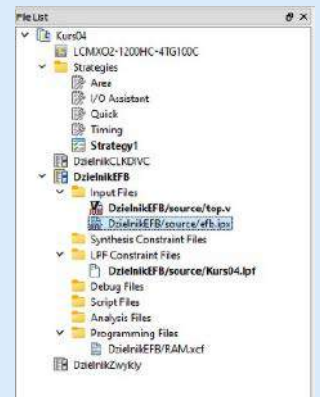 File List
Kurs04
LCMXO2-1200HC-4TG100C
Strategies
Area
I/O Assistant
Quick
Timing
Strategy1
DzielnikCLKDIVC
DzielnikEFB
Input Files
DzielnikEFB/source/top.v
DzielnikEFB/source/efb.ipx
Synthesis Constraint Files
LPF Constraint Files
DzielnikEFB/source/Kurs04.lpf
Debug Files
Script Files
Analysis Files
Programming Files
DzielnikEFB/RAM.xcf
DzielnikZwykly